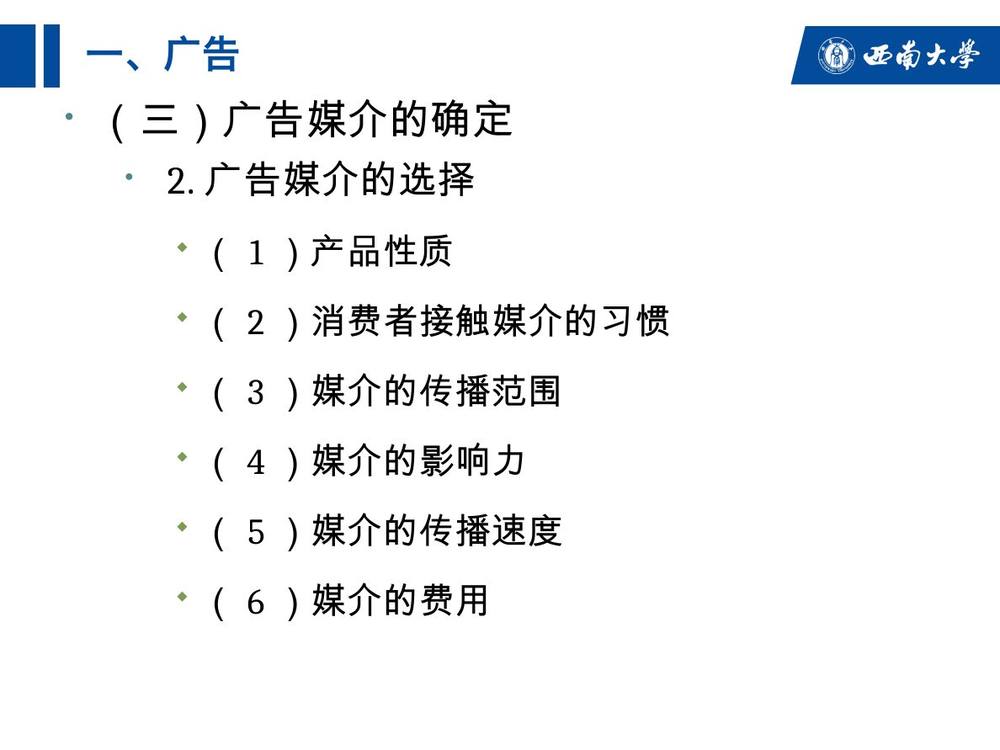 一、广告
西南大学
（三）广告媒介的确定
2.广告媒介的选择
（1）产品性质
（2）消费者接触媒介的习惯
（3）媒介的传播范围
（4）媒介的影响力
（5）媒介的传播速度
（6）媒介的费用